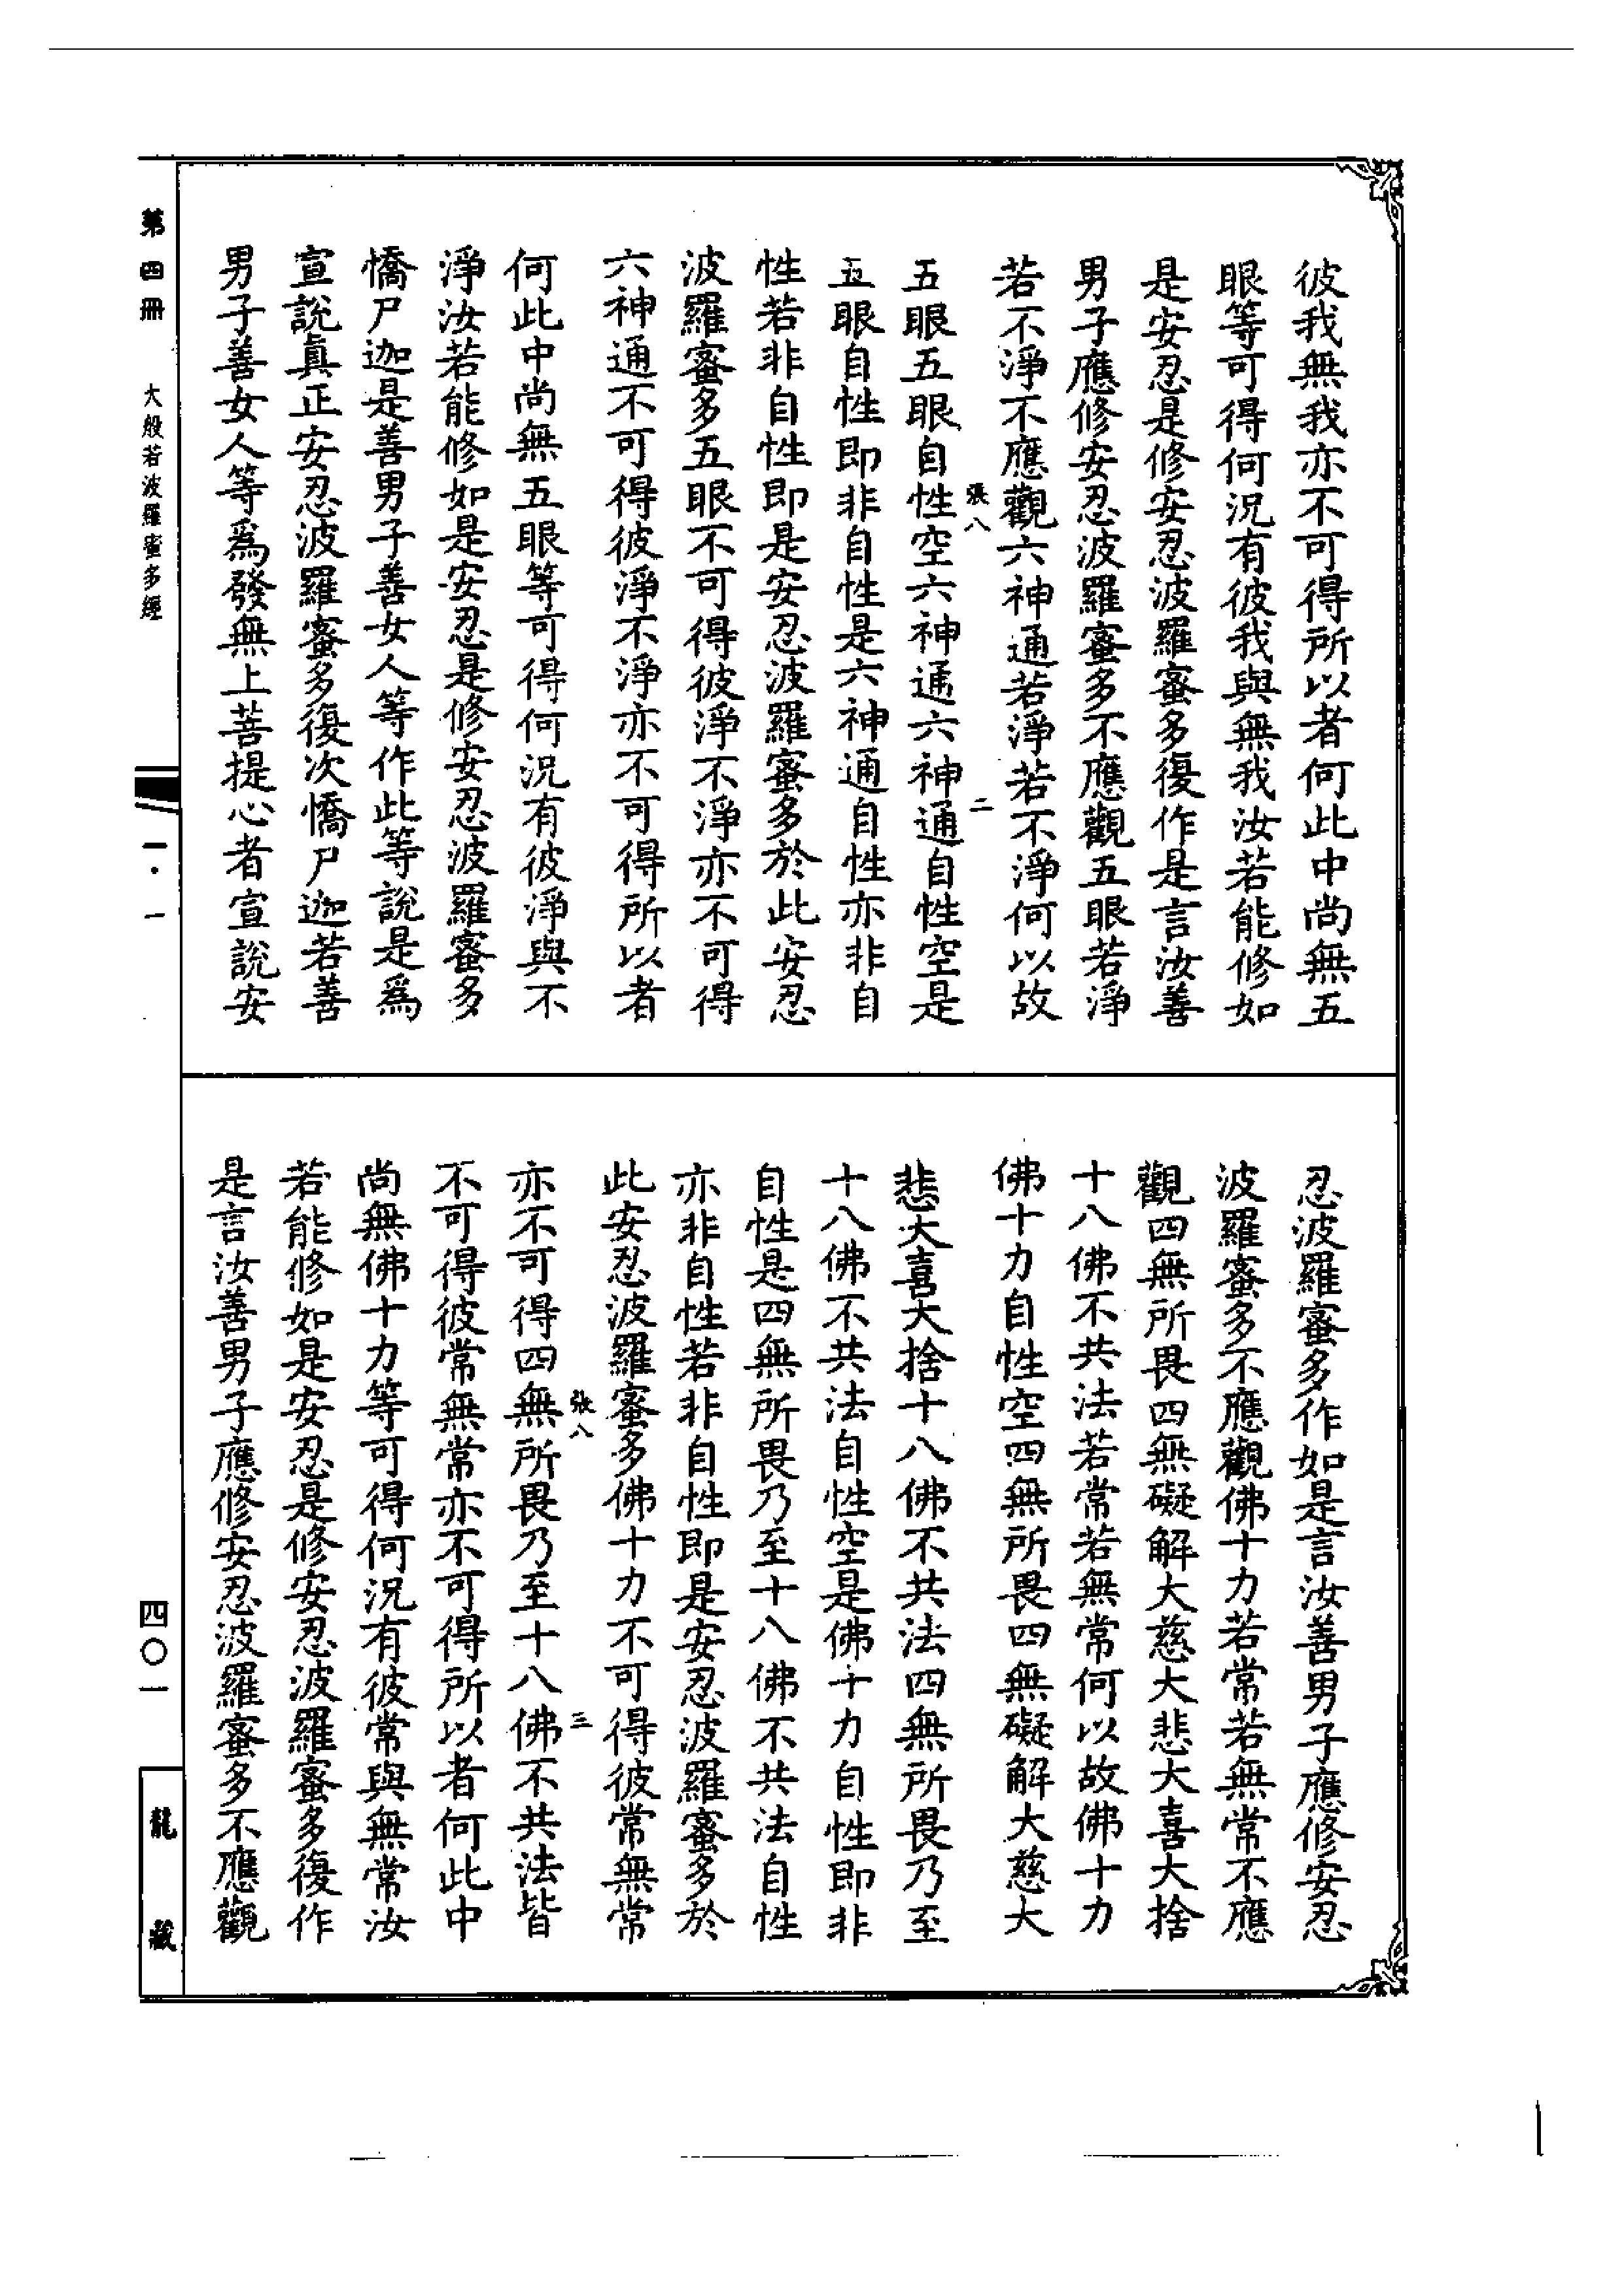 彼我無我亦不可得所以者何此中尚無五
眼等可得何況有彼我與無我汝若能修如
是安忍是修安忍波羅蜜多復作是言汝善
男子應修安忍波羅蜜多不應觀五眼若淨
若不淨不應觀六神通若淨若不淨何以故
張八 二
五眼五眼自性空六神通六神通自性空是
五眼自性即非自性是六神通自性亦非自
性若非自性即是安忍波羅蜜多於此安忍
波羅蜜多五眼不可得彼淨不淨亦不可得
六神通不可得彼淨不淨亦不可得所以者
何此中尚無五眼等可得何況有彼淨與不
淨汝若能修如是安忍是修安忍波羅蜜多
憍尸迦是善男子善女人等作此等說是為
宣說真正安忍波羅蜜多復次憍尸迦若善
男子善女人等為發無上菩提心者宣說安
忍波羅蜜多作如是言汝善男子應修安忍
波羅蜜多不應觀佛十力若常若無常不應
觀四無所畏四無礙解大慈大悲大喜大捨
十八佛不共法若常若無常何以故佛十力
佛十力自性空四無所畏四無礙解大慈大
悲大喜大捨十八佛不共法四無所畏乃至
十八佛不共法自性空是佛十力自性即非
自性是四無所畏乃至十八佛不共法自性
亦非自性若非自性即是安忍波羅蜜多於
此安忍波羅蜜多佛十力不可得彼常無常
張八 三
亦不可得四無所畏乃至十八佛不共法皆
不可得彼常無常亦不可得所以者何此中
尚無佛十力等可得何況有彼常與無常汝
若能修如是安忍是修安忍波羅蜜多復作
是言汝善男子應修安忍波羅蜜多不應觀
第四冊 大般若波羅蜜多經 一·一 四〇一 龍藏